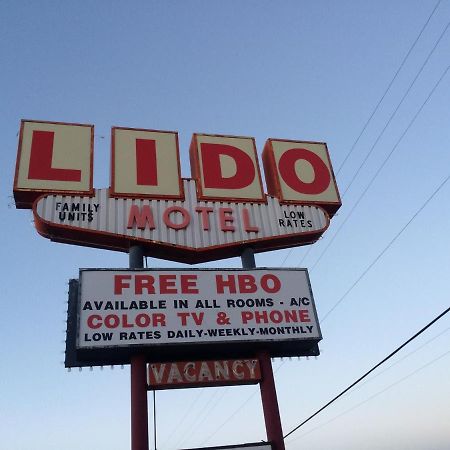 LIDO
FAMILY UNITS
MOTEL
LOW RATES
FREE HBO
AVAILABLE IN ALL ROOMS - A/C
COLOR TV & PHONE
LOW RATES DAILY-WEEKLY-MONTHLY
VACANCY